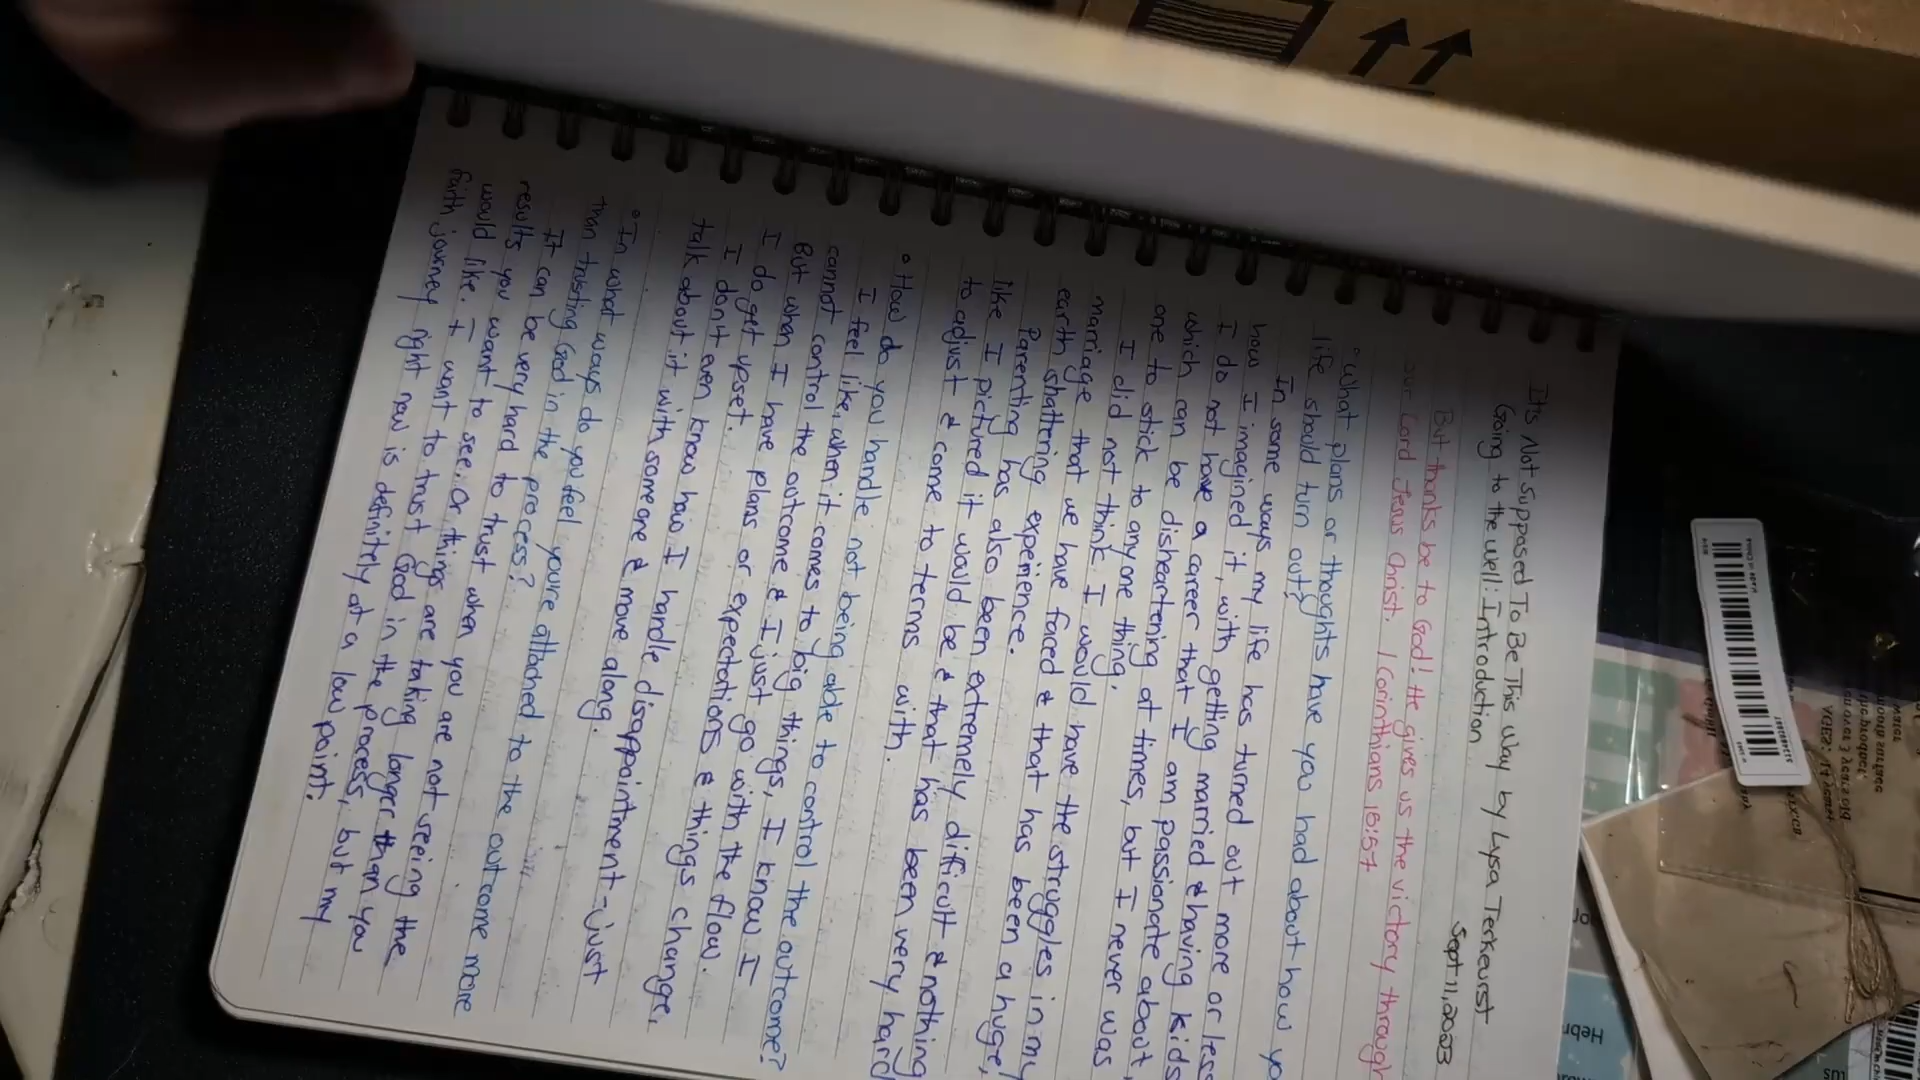 It's Not Supposed To Be This Way by Lysa Terkeurst
Going to the Well: Introduction
Sept 11, 2023
But thanks be to God! He gives us the victory through
our Lord Jesus Christ. 1 Corinthians 15:57
• What plans or thoughts have you had about how yo
life should turn out?
In some ways my life has turned out more or less
how I imagined it, with getting married & having kids
I do not have a career that I am passionate about,
which can be disheartening at times, but I never was
one to stick to any one thing.
I did not think I would have the struggles in my
marriage that we have faced & that has been a huge,
earth shattering experience.
Parenting has also been extremely difficult & nothing
like I pictured it would be & that has been very hard
to adjust & come to terms with.
• How do you handle not being able to control the outcome?
I feel like, when it comes to big things, I know I
cannot control the outcome & I just go with the flow.
But when I have plans or expectations & things change,
I do get upset.
I don't even know how I handle disappointment - just
talk about it with someone & move along.
• In what ways do you feel you're attached to the outcome more
than trusting God in the process?
It can be very hard to trust when you are not seeing the
results you want to see. Or things are taking longer than you
would like. I want to trust God in the process, but my
faith journey right now is definitely at a low point.
Hebr